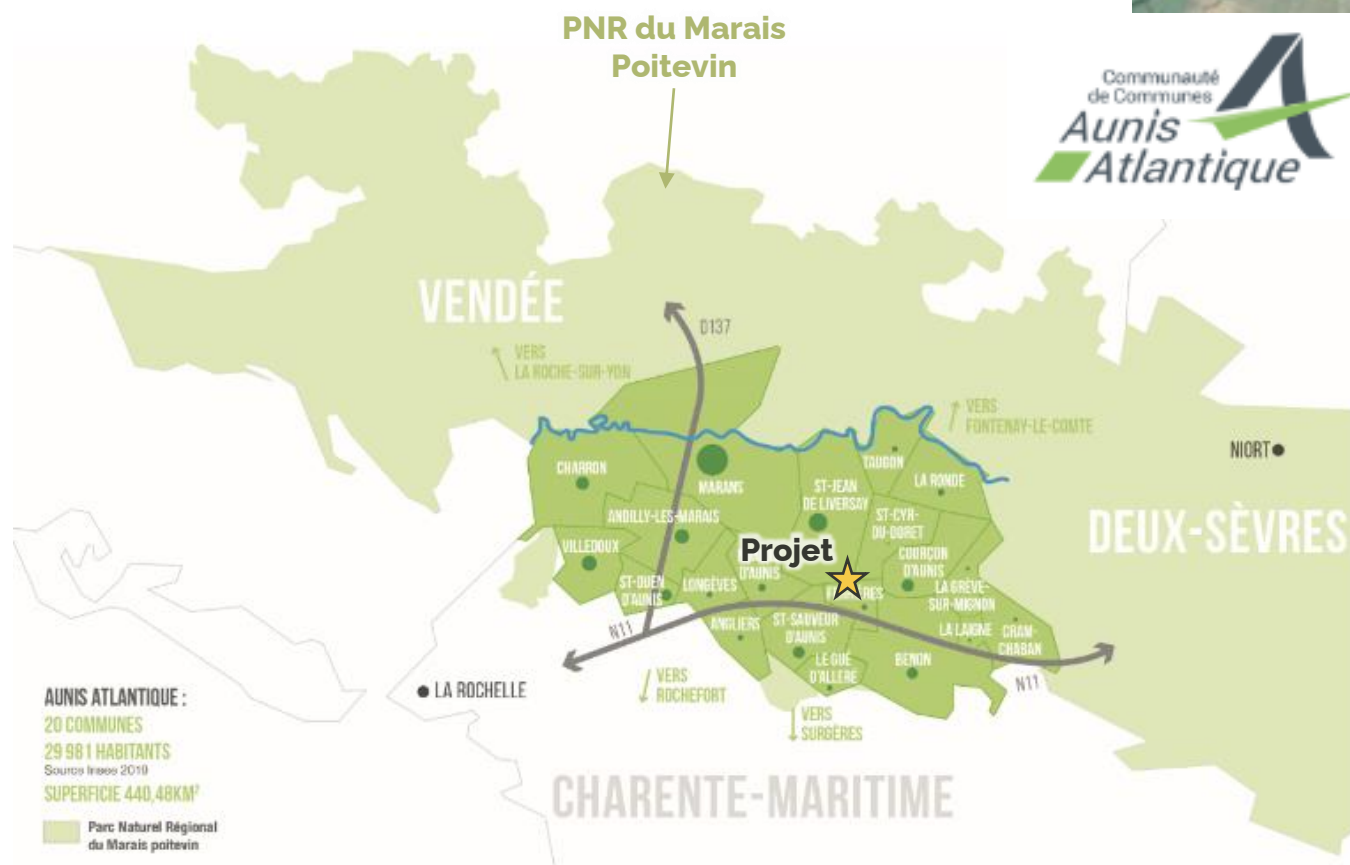 PNR du Marais
Poitevin
Communauté
de Communes
Aunis
Atlantique
VENDÉE
D137
VERS
LA ROCHE-SUR-YON
VERS
FONTENAY-LE-COMTE
NIORT
CHARRON
MARANS
TAUGON
LA RONDE
ST-JEAN
DE LIVERSAY
ANDILLY-LES-MARAIS
ST-CYR-
DU-DORET
DEUX-SÈVRES
VILLEDOUX
Projet
COURÇON
D'AUNIS
ST-OUEN
D'AUNIS
LONGÈVES
D'AUNIS
LA GRÈVE-
SUR-MIGNON
N11
ANGLIERS
ST-SAUVEUR
D'AUNIS
LA LAIGNE
CRAM-
CHABAN
LE GUÉ
D'ALLÉRÉ
BENON
N11
LA ROCHELLE
VERS
ROCHEFORT
VERS
SURGÈRES
AUNIS ATLANTIQUE :
20 COMMUNES
29 981 HABITANTS
Source Insee 2019
SUPERFICIE 440,48KM²
Parc Naturel Régional
du Marais poitevin
CHARENTE-MARITIME